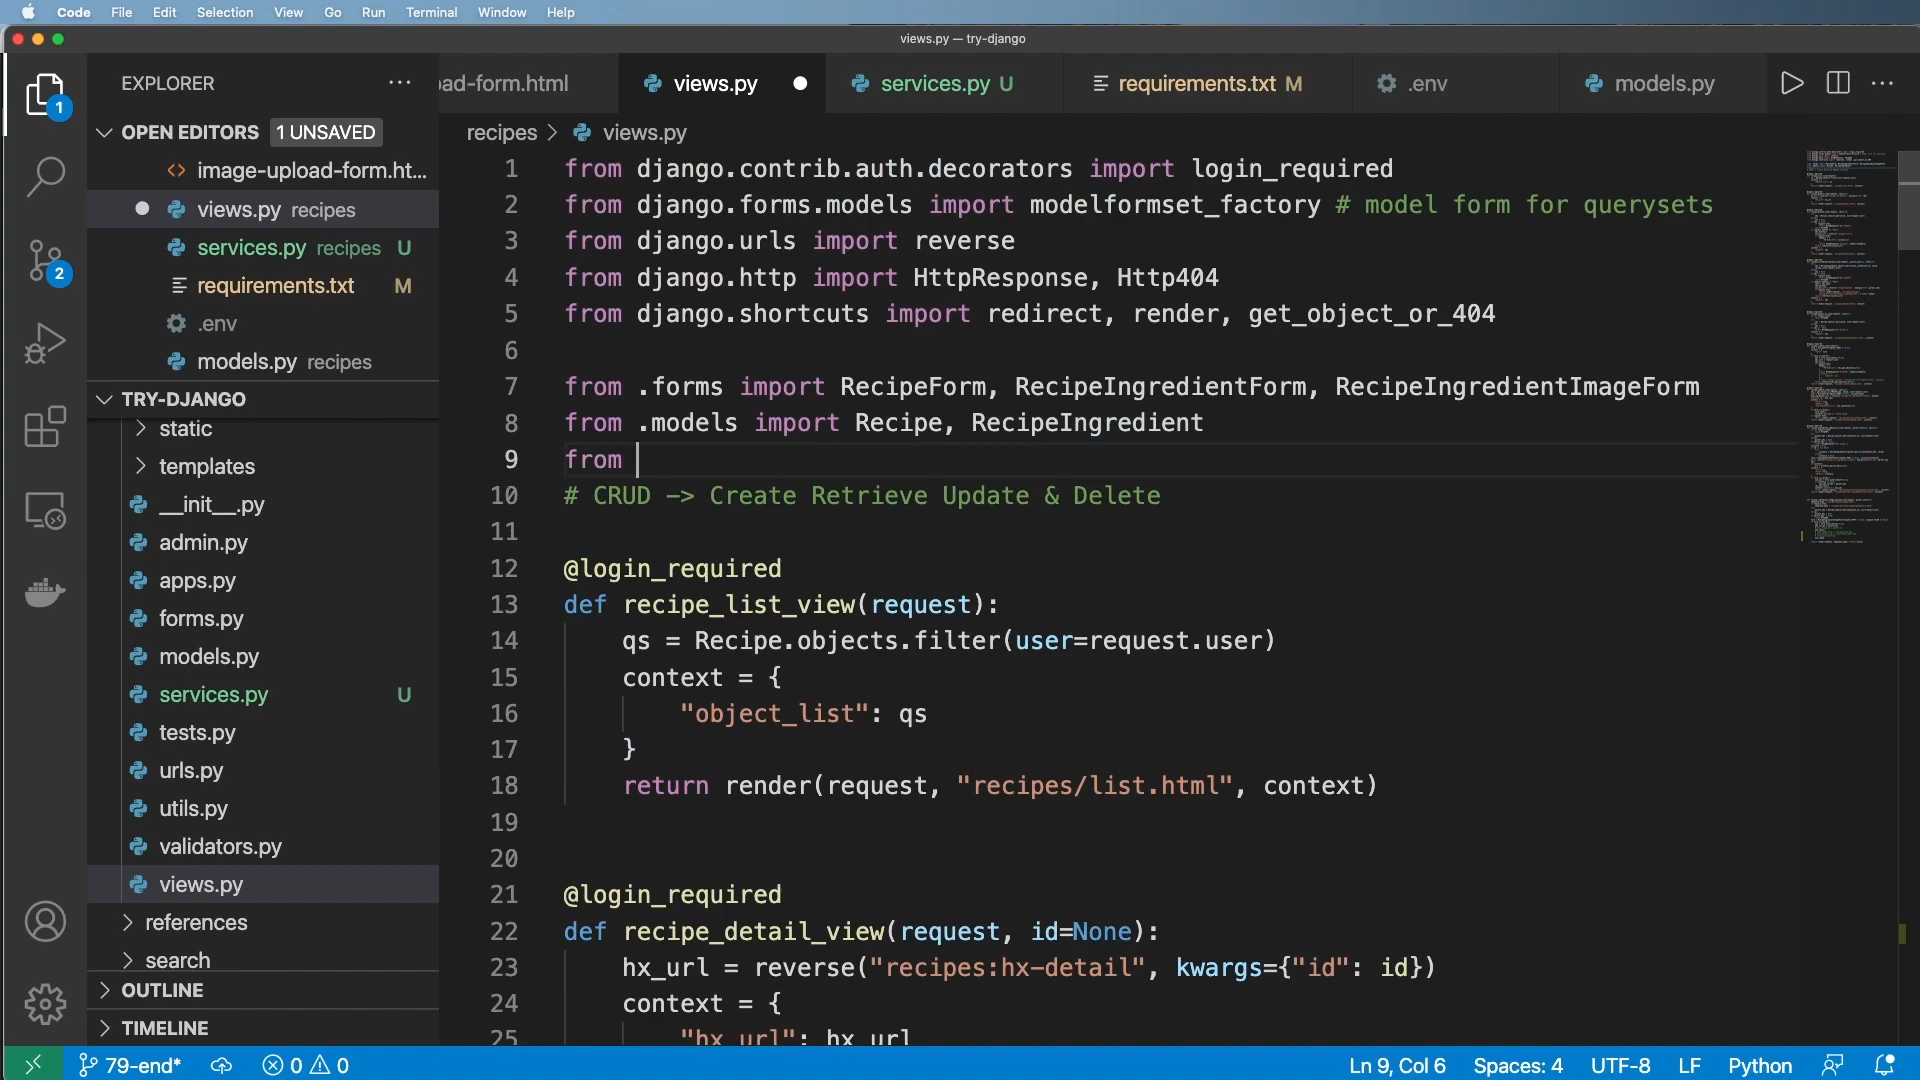 Code File Edit Selection View Go Run Terminal Window Help
views.py — try-django
EXPLORER
oad-form.html
views.py
services.py U
requirements.txt M
.env
models.py
1
OPEN EDITORS 1 UNSAVED
image-upload-form.ht...
views.py recipes
services.py recipes U
requirements.txt M
.env
models.py recipes
2
TRY-DJANGO
static
templates
__init__.py
admin.py
apps.py
forms.py
models.py
services.py U
tests.py
urls.py
utils.py
validators.py
views.py
references
search
OUTLINE
TIMELINE
recipes > views.py
1 from django.contrib.auth.decorators import login_required
2 from django.forms.models import modelformset_factory # model form for querysets
3 from django.urls import reverse
4 from django.http import HttpResponse, Http404
5 from django.shortcuts import redirect, render, get_object_or_404
6
7 from .forms import RecipeForm, RecipeIngredientForm, RecipeIngredientImageForm
8 from .models import Recipe, RecipeIngredient
9 from
10 # CRUD -> Create Retrieve Update & Delete
11
12 @login_required
13 def recipe_list_view(request):
14 qs = Recipe.objects.filter(user=request.user)
15 context = {
16 "object_list": qs
17 }
18 return render(request, "recipes/list.html", context)
19
20
21 @login_required
22 def recipe_detail_view(request, id=None):
23 hx_url = reverse("recipes:hx-detail", kwargs={"id": id})
24 context = {
25 "hx_url": hx_url
79-end* 0 0 Ln 9, Col 6 Spaces: 4 UTF-8 LF Python